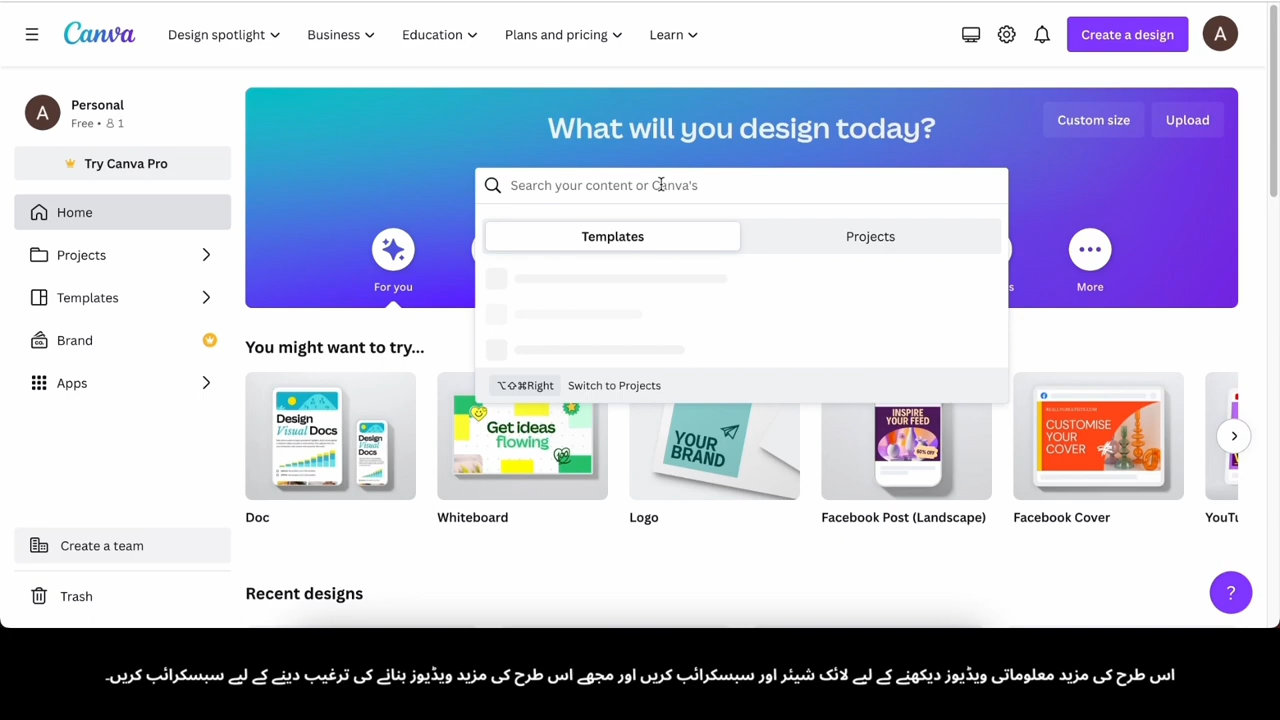 Canva
Design spotlight
Business
Education
Plans and pricing
Learn
Create a design
A
A
Personal
Free • 1
Try Canva Pro
Home
Projects
Templates
Brand
Apps
Create a team
Trash
What will you design today?
Custom size
Upload
Search your content or Canva's
Templates
Projects
⌥⇧⌘Right
Switch to Projects
For you
s
More
You might want to try...
Design
Visual Docs
Design
Visual Docs
Get ideas
flowing
YOUR
BRAND
INSPIRE
YOUR FEED
CUSTOMISE
YOUR
COVER
Doc
Whiteboard
Logo
Facebook Post (Landscape)
Facebook Cover
YouTu
Recent designs
?
اس طرح کی مزید معلوماتی ویڈیوز دیکھنے کے لیے لائک شیئر اور سبسکرائب کریں اور مجھے اس طرح کی مزید ویڈیوز بنانے کی ترغیب دینے کے لیے سبسکرائب کریں۔